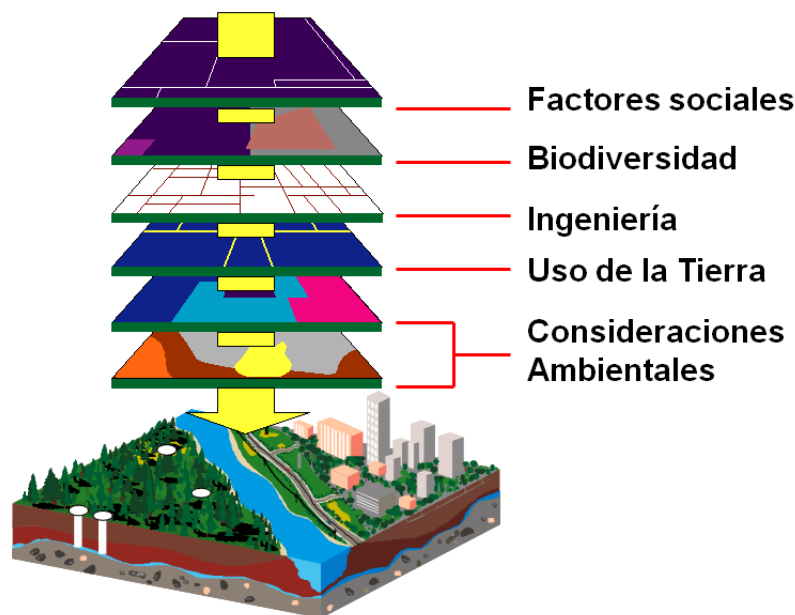 Factores sociales
Biodiversidad
Ingeniería
Uso de la Tierra
Consideraciones
Ambientales